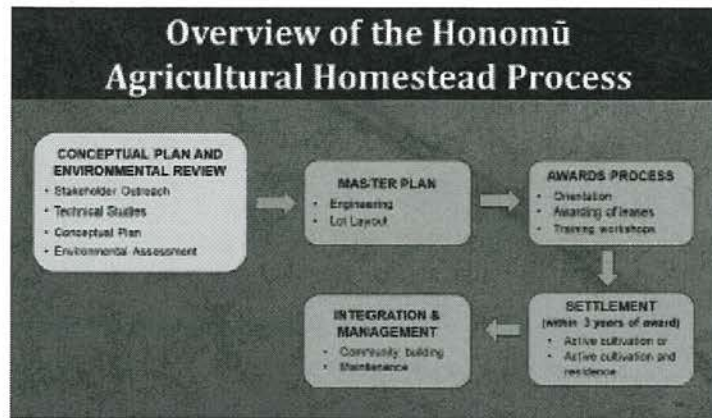 Overview of the Honomū
Agricultural Homestead Process
CONCEPTUAL PLAN AND
ENVIRONMENTAL REVIEW
• Stakeholder Outreach
• Technical Studies
• Conceptual Plan
• Environmental Assessment
MASTER PLAN
• Engineering
• Lot Layout
AWARDS PROCESS
• Orientation
• Awarding of leases
• Training workshops
SETTLEMENT
(within 3 years of award)
• Active cultivation or
• Active cultivation and
residence
INTEGRATION &
MANAGEMENT
• Community building
• Maintenance